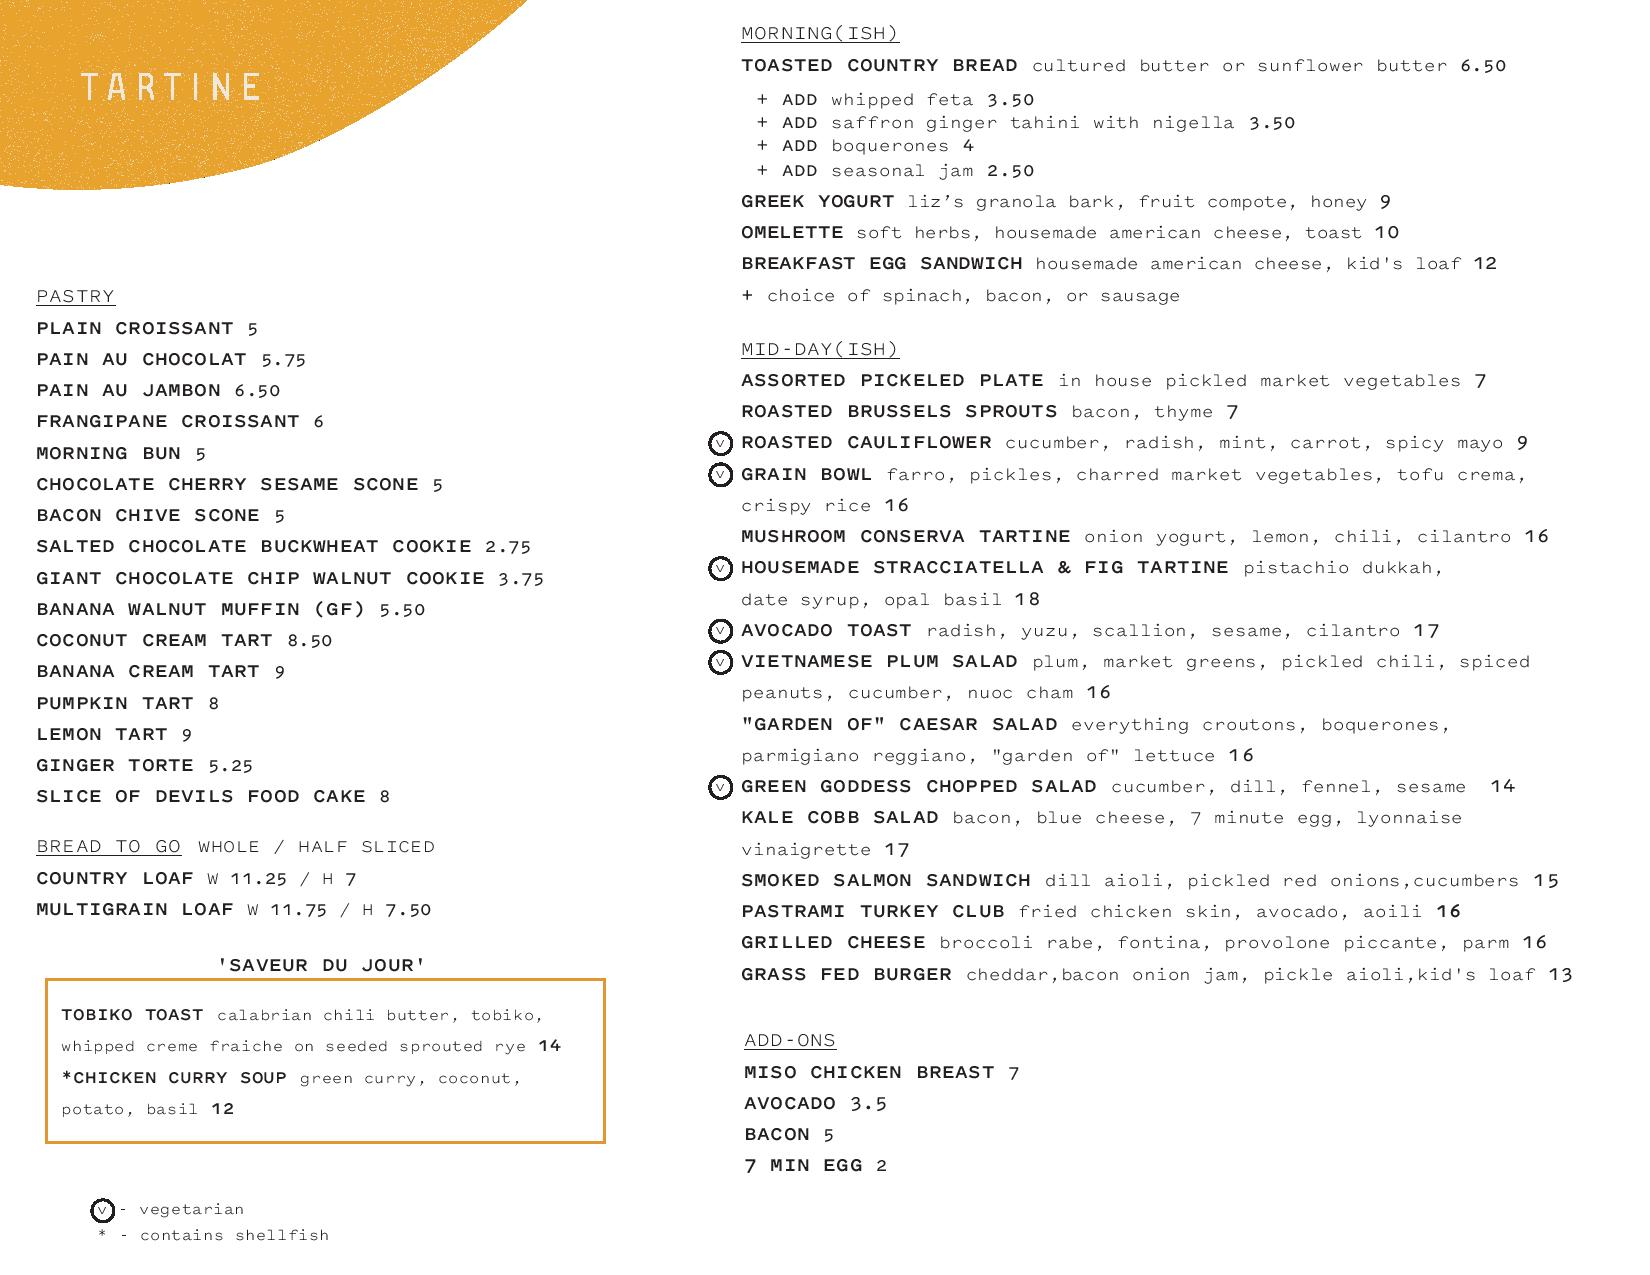 TARTINE
PASTRY
PLAIN CROISSANT 5
PAIN AU CHOCOLAT 5.75
PAIN AU JAMBON 6.50
FRANGIPANE CROISSANT 6
MORNING BUN 5
CHOCOLATE CHERRY SESAME SCONE 5
BACON CHIVE SCONE 5
SALTED CHOCOLATE BUCKWHEAT COOKIE 2.75
GIANT CHOCOLATE CHIP WALNUT COOKIE 3.75
BANANA WALNUT MUFFIN (GF) 5.50
COCONUT CREAM TART 8.50
BANANA CREAM TART 9
PUMPKIN TART 8
LEMON TART 9
GINGER TORTE 5.25
SLICE OF DEVILS FOOD CAKE 8
BREAD TO GO WHOLE / HALF SLICED
COUNTRY LOAF W 11.25 / H 7
MULTIGRAIN LOAF W 11.75 / H 7.50
'SAVEUR DU JOUR'
TOBIKO TOAST calabrian chili butter, tobiko,
whipped creme fraiche on seeded sprouted rye 14
*CHICKEN CURRY SOUP green curry, coconut,
potato, basil 12
V - vegetarian
* - contains shellfish
MORNING(ISH)
TOASTED COUNTRY BREAD cultured butter or sunflower butter 6.50
+ ADD whipped feta 3.50
+ ADD saffron ginger tahini with nigella 3.50
+ ADD boquerones 4
+ ADD seasonal jam 2.50
GREEK YOGURT liz’s granola bark, fruit compote, honey 9
OMELETTE soft herbs, housemade american cheese, toast 10
BREAKFAST EGG SANDWICH housemade american cheese, kid's loaf 12
+ choice of spinach, bacon, or sausage
MID-DAY(ISH)
ASSORTED PICKELED PLATE in house pickled market vegetables 7
ROASTED BRUSSELS SPROUTS bacon, thyme 7
V ROASTED CAULIFLOWER cucumber, radish, mint, carrot, spicy mayo 9
V GRAIN BOWL farro, pickles, charred market vegetables, tofu crema,
crispy rice 16
MUSHROOM CONSERVA TARTINE onion yogurt, lemon, chili, cilantro 16
V HOUSEMADE STRACCIATELLA & FIG TARTINE pistachio dukkah,
date syrup, opal basil 18
V AVOCADO TOAST radish, yuzu, scallion, sesame, cilantro 17
V VIETNAMESE PLUM SALAD plum, market greens, pickled chili, spiced
peanuts, cucumber, nuoc cham 16
"GARDEN OF" CAESAR SALAD everything croutons, boquerones,
parmigiano reggiano, "garden of" lettuce 16
V GREEN GODDESS CHOPPED SALAD cucumber, dill, fennel, sesame 14
KALE COBB SALAD bacon, blue cheese, 7 minute egg, lyonnaise
vinaigrette 17
SMOKED SALMON SANDWICH dill aioli, pickled red onions,cucumbers 15
PASTRAMI TURKEY CLUB fried chicken skin, avocado, aoili 16
GRILLED CHEESE broccoli rabe, fontina, provolone piccante, parm 16
GRASS FED BURGER cheddar,bacon onion jam, pickle aioli,kid's loaf 13
ADD-ONS
MISO CHICKEN BREAST 7
AVOCADO 3.5
BACON 5
7 MIN EGG 2